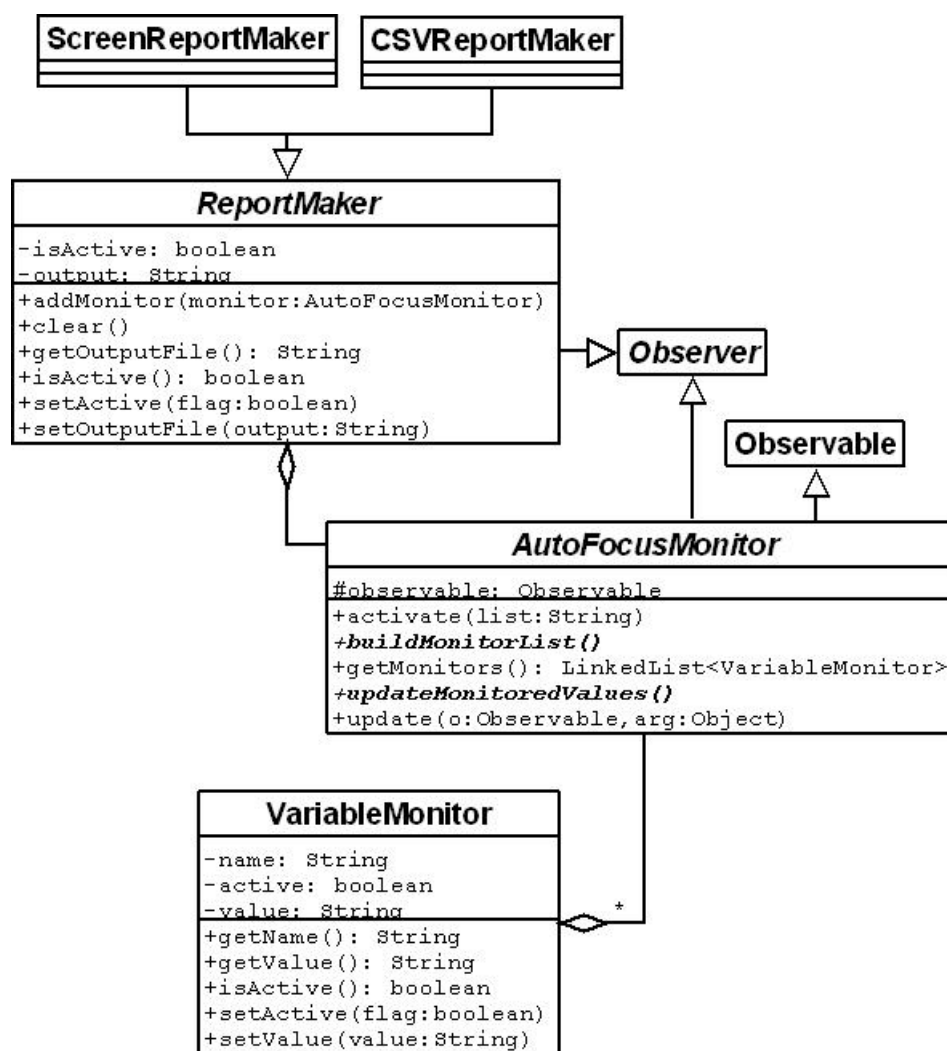 ScreenReportMaker
CSVReportMaker
ReportMaker
-isActive: boolean
-output: String
+addMonitor(monitor:AutoFocusMonitor)
+clear()
+getOutputFile(): String
+isActive(): boolean
+setActive(flag:boolean)
+setOutputFile(output:String)
Observer
Observable
AutoFocusMonitor
#observable: Observable
+activate(list:String)
+buildMonitorList()
+getMonitors(): LinkedList<VariableMonitor>
+updateMonitoredValues()
+update(o:Observable,arg:Object)
VariableMonitor
-name: String
-active: boolean
-value: String
*
+getName(): String
+getValue(): String
+isActive(): boolean
+setActive(flag:boolean)
+setValue(value:String)